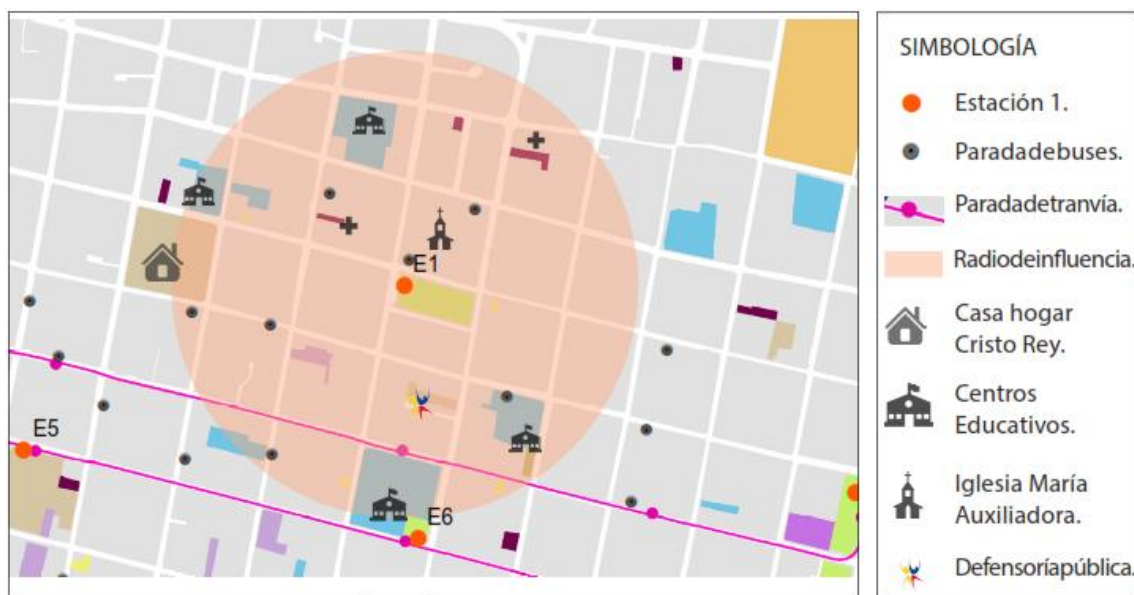 E1
E5
E6
SIMBOLOGÍA
Estación 1.
Paradadebuses.
Paradadetranvía.
Radiodeinfluencia.
Casa hogar
Cristo Rey.
Centros
Educativos.
Iglesia María
Auxiliadora.
Defensoríapública.